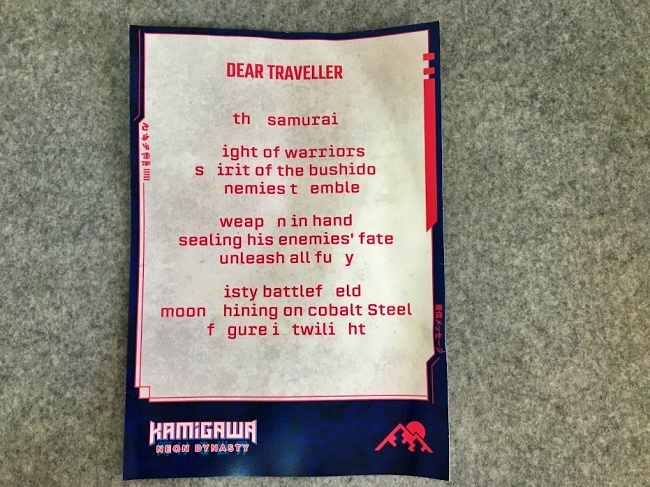 DEAR TRAVELLER
th samurai
ight of warriors
s irit of the bushido
nemies t emble
weap n in hand
sealing his enemies' fate
unleash all fu y
isty battlef eld
moon hining on cobalt Steel
f gure i twili ht
KAMIGAWA
NEON DYNASTY